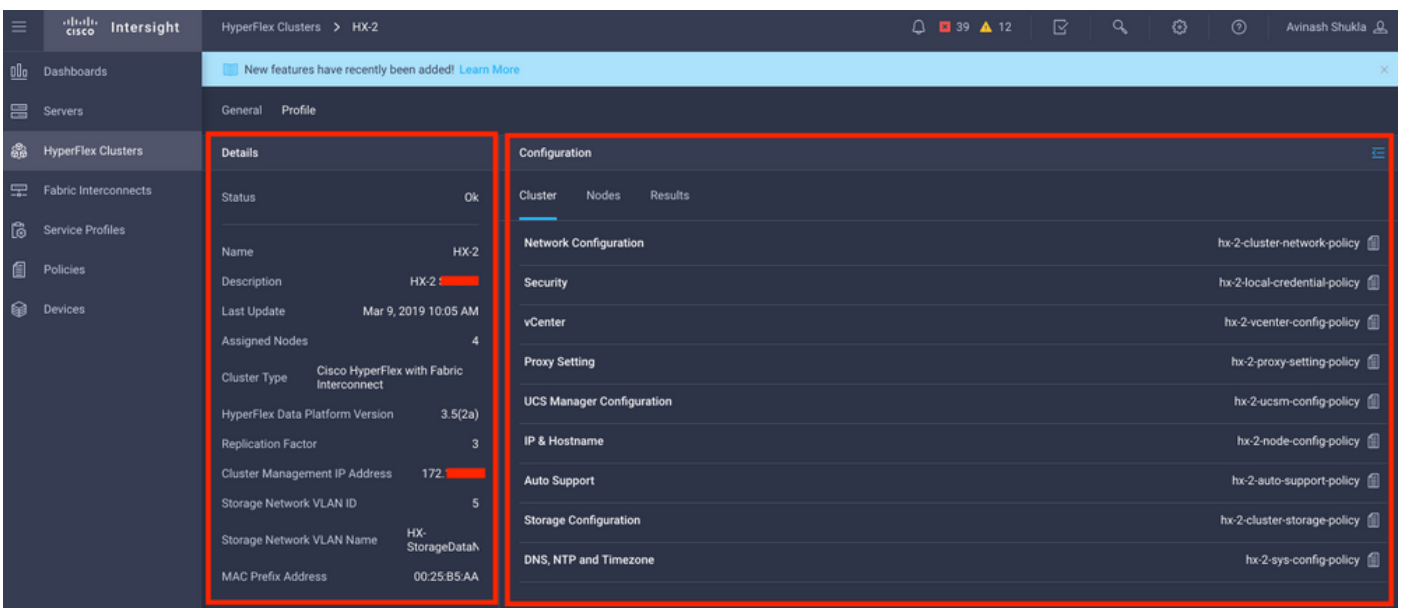 cisco Intersight
HyperFlex Clusters > HX-2
39 12
Avinash Shukla
Dashboards
Servers
HyperFlex Clusters
Fabric Interconnects
Service Profiles
Policies
Devices
New features have recently been added! Learn More
General Profile
Details
Status Ok
Name HX-2
Description HX-2
Last Update Mar 9, 2019 10:05 AM
Assigned Nodes 4
Cluster Type Cisco HyperFlex with Fabric
Interconnect
HyperFlex Data Platform Version 3.5(2a)
Replication Factor 3
Cluster Management IP Address 172.
Storage Network VLAN ID 5
Storage Network VLAN Name HX-
StorageDataN
MAC Prefix Address 00:25:B5:AA
Configuration
Cluster Nodes Results
Network Configuration hx-2-cluster-network-policy
Security hx-2-local-credential-policy
vCenter hx-2-vcenter-config-policy
Proxy Setting hx-2-proxy-setting-policy
UCS Manager Configuration hx-2-ucsm-config-policy
IP & Hostname hx-2-node-config-policy
Auto Support hx-2-auto-support-policy
Storage Configuration hx-2-cluster-storage-policy
DNS, NTP and Timezone hx-2-sys-config-policy